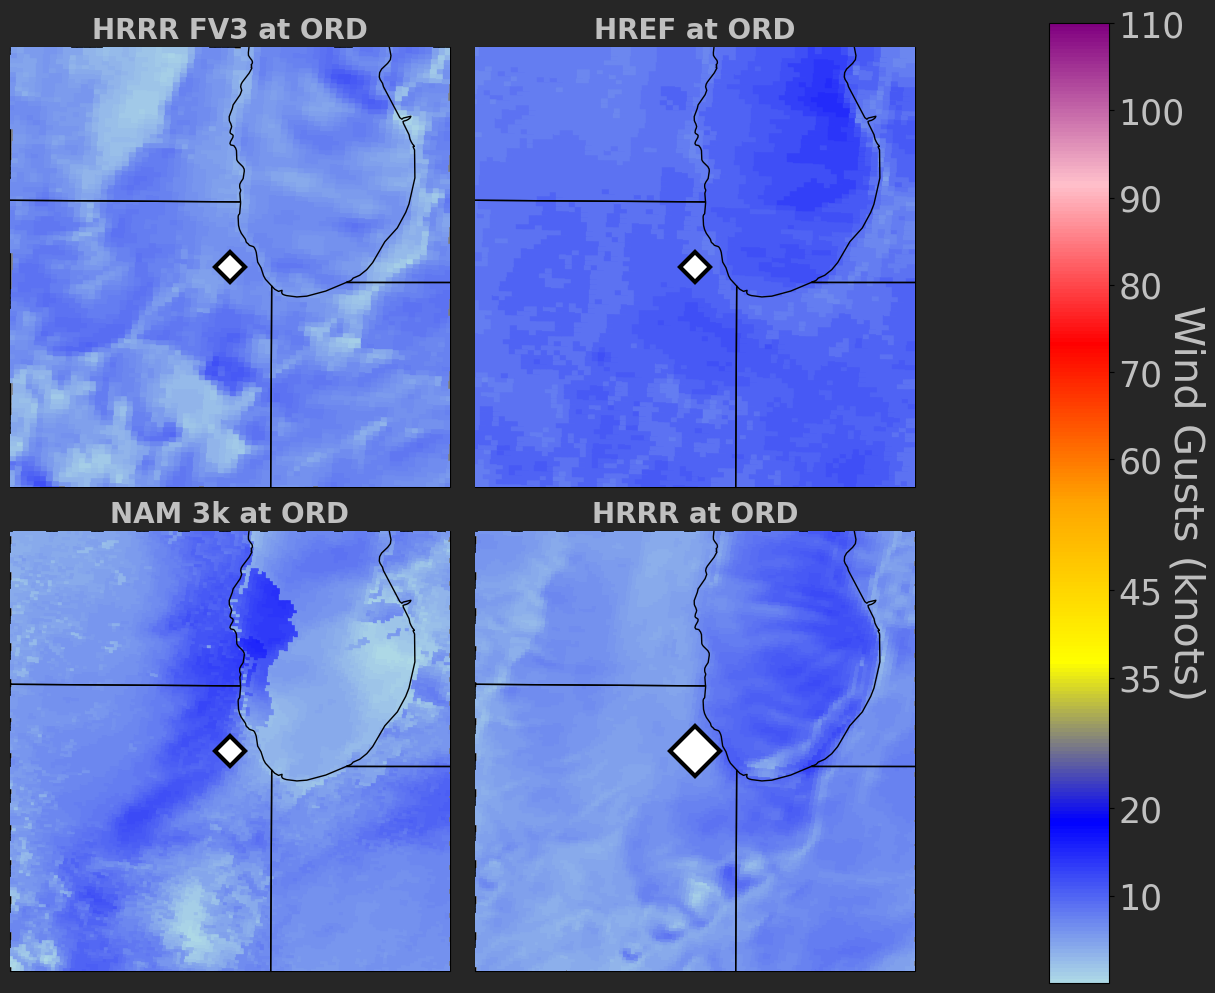 HRRR FV3 at ORD
HREF at ORD
NAM 3k at ORD
HRRR at ORD
110
100
90
80
70
60
45
35
20
10
Wind Gusts (knots)